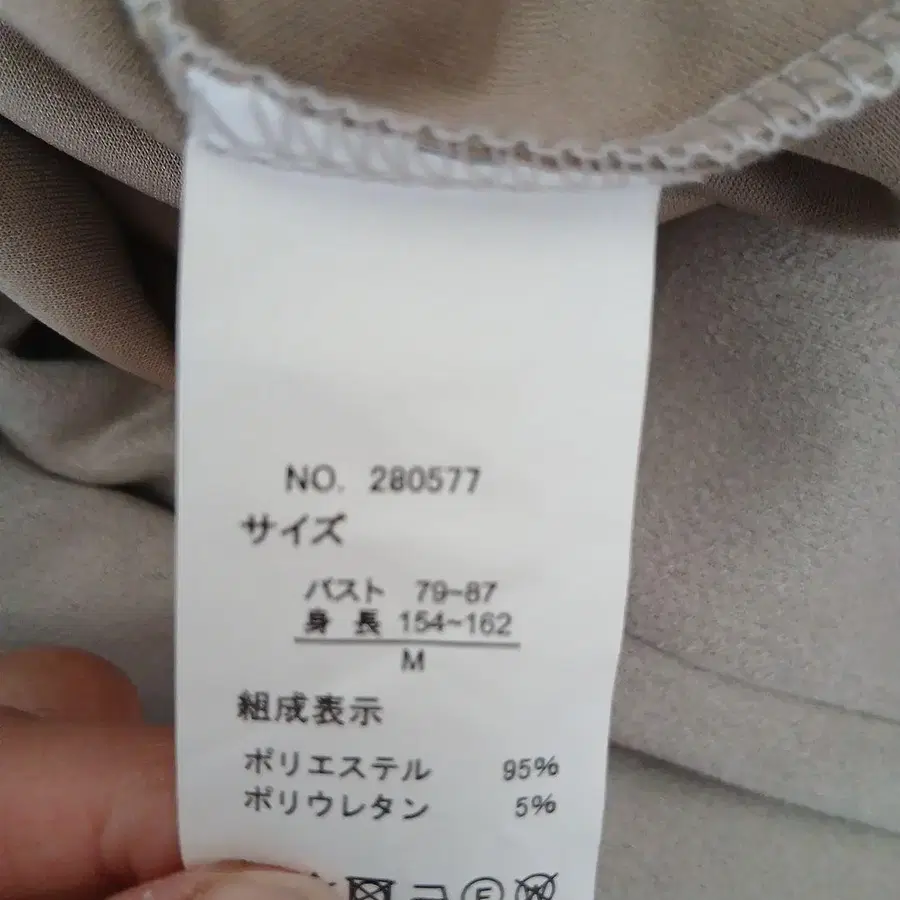 NO. 280577
サイズ
バスト 79~87
身長 154~162
M
組成表示
ポリエステル 95%
ポリウレタン 5%